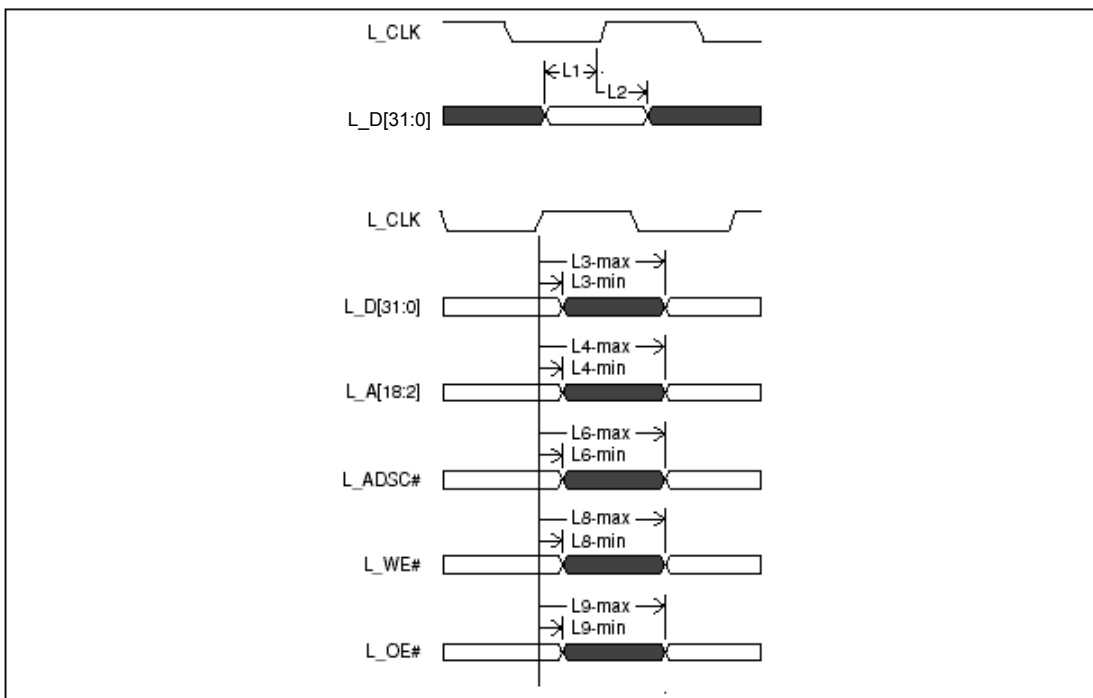 L_CLK
L1
L2
L_D[31:0]
L_CLK
L3-max
L3-min
L_D[31:0]
L4-max
L4-min
L_A[18:2]
L6-max
L6-min
L_ADSC#
L8-max
L8-min
L_WE#
L9-max
L9-min
L_OE#